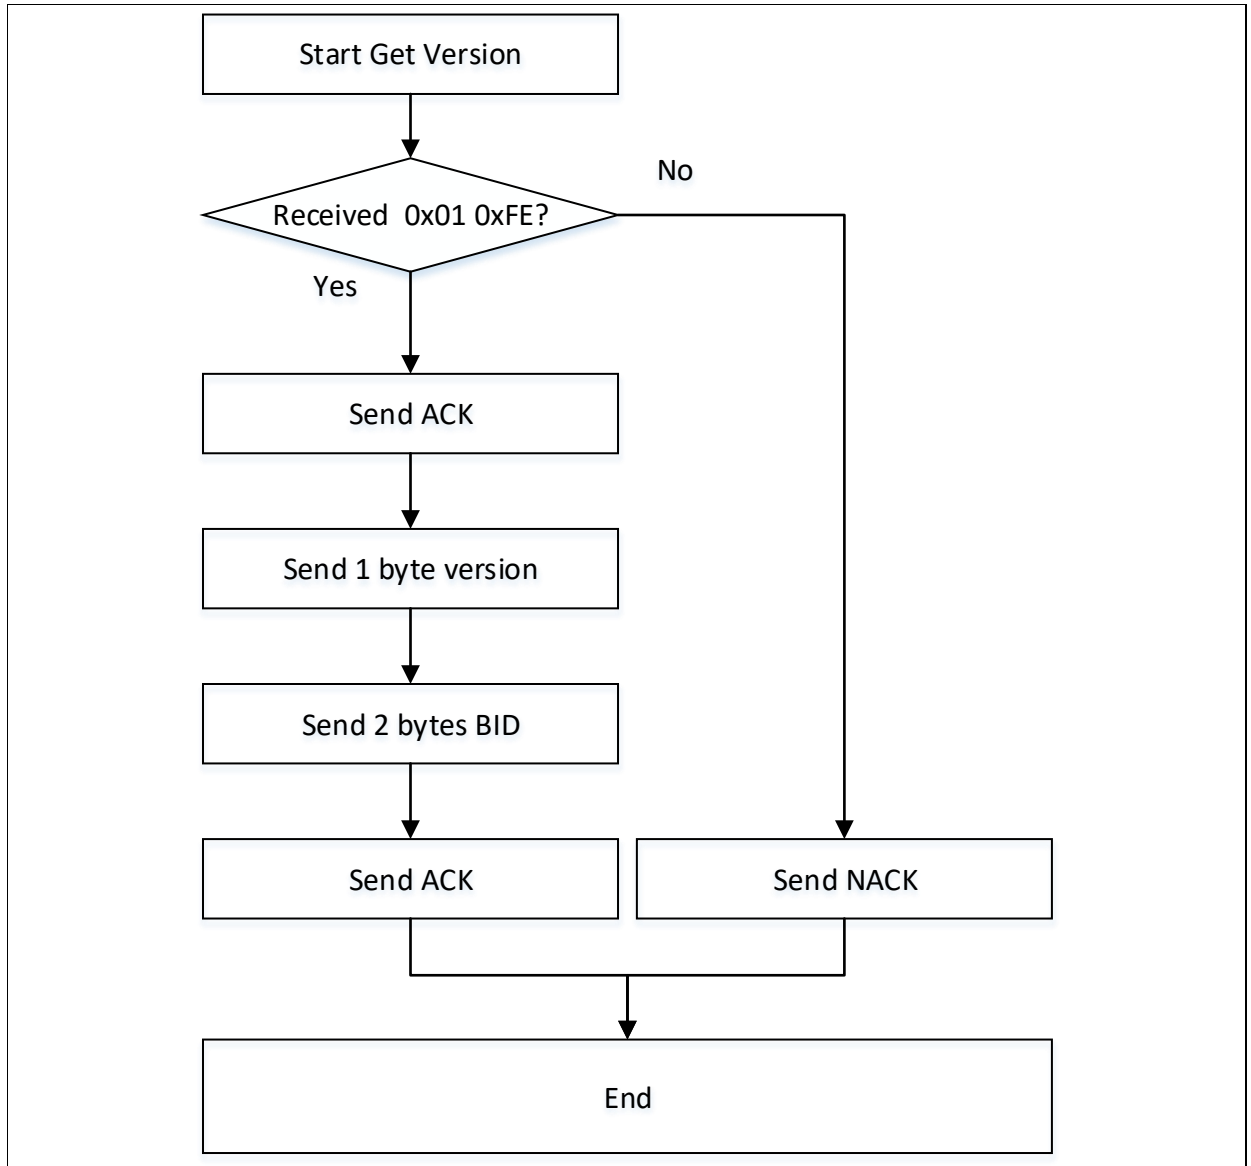 Start Get Version
No
Received 0x01 0xFE?
Yes
Send ACK
Send 1 byte version
Send 2 bytes BID
Send ACK
Send NACK
End